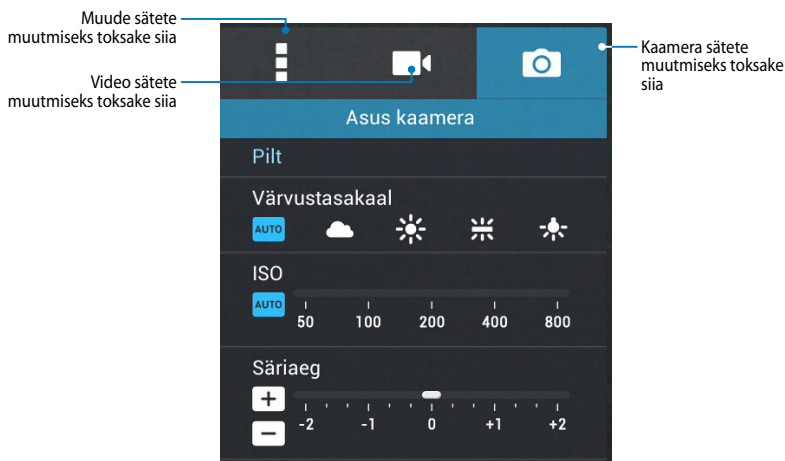 Muude sätete
muutmiseks toksake siia
Video sätete
muutmiseks toksake siia
Kaamera sätete
muutmiseks toksake
siia
Asus kaamera
Pilt
Värvustasakaal
AUTO
ISO
AUTO
50 100 200 400 800
Säriaeg
-2 -1 0 +1 +2